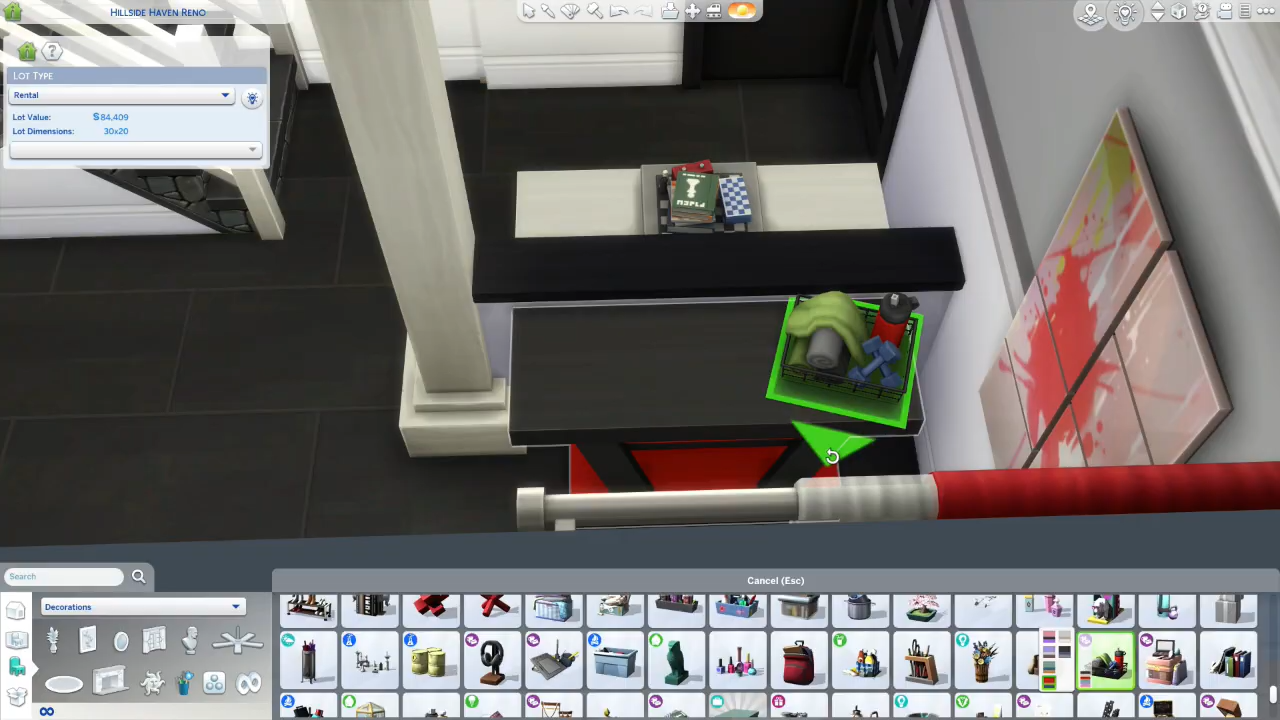 HILLSIDE HAVEN RENO
LOT TYPE
Rental
Lot Value: §84,409
Lot Dimensions: 30x20
Cancel (Esc)
Search
Decorations